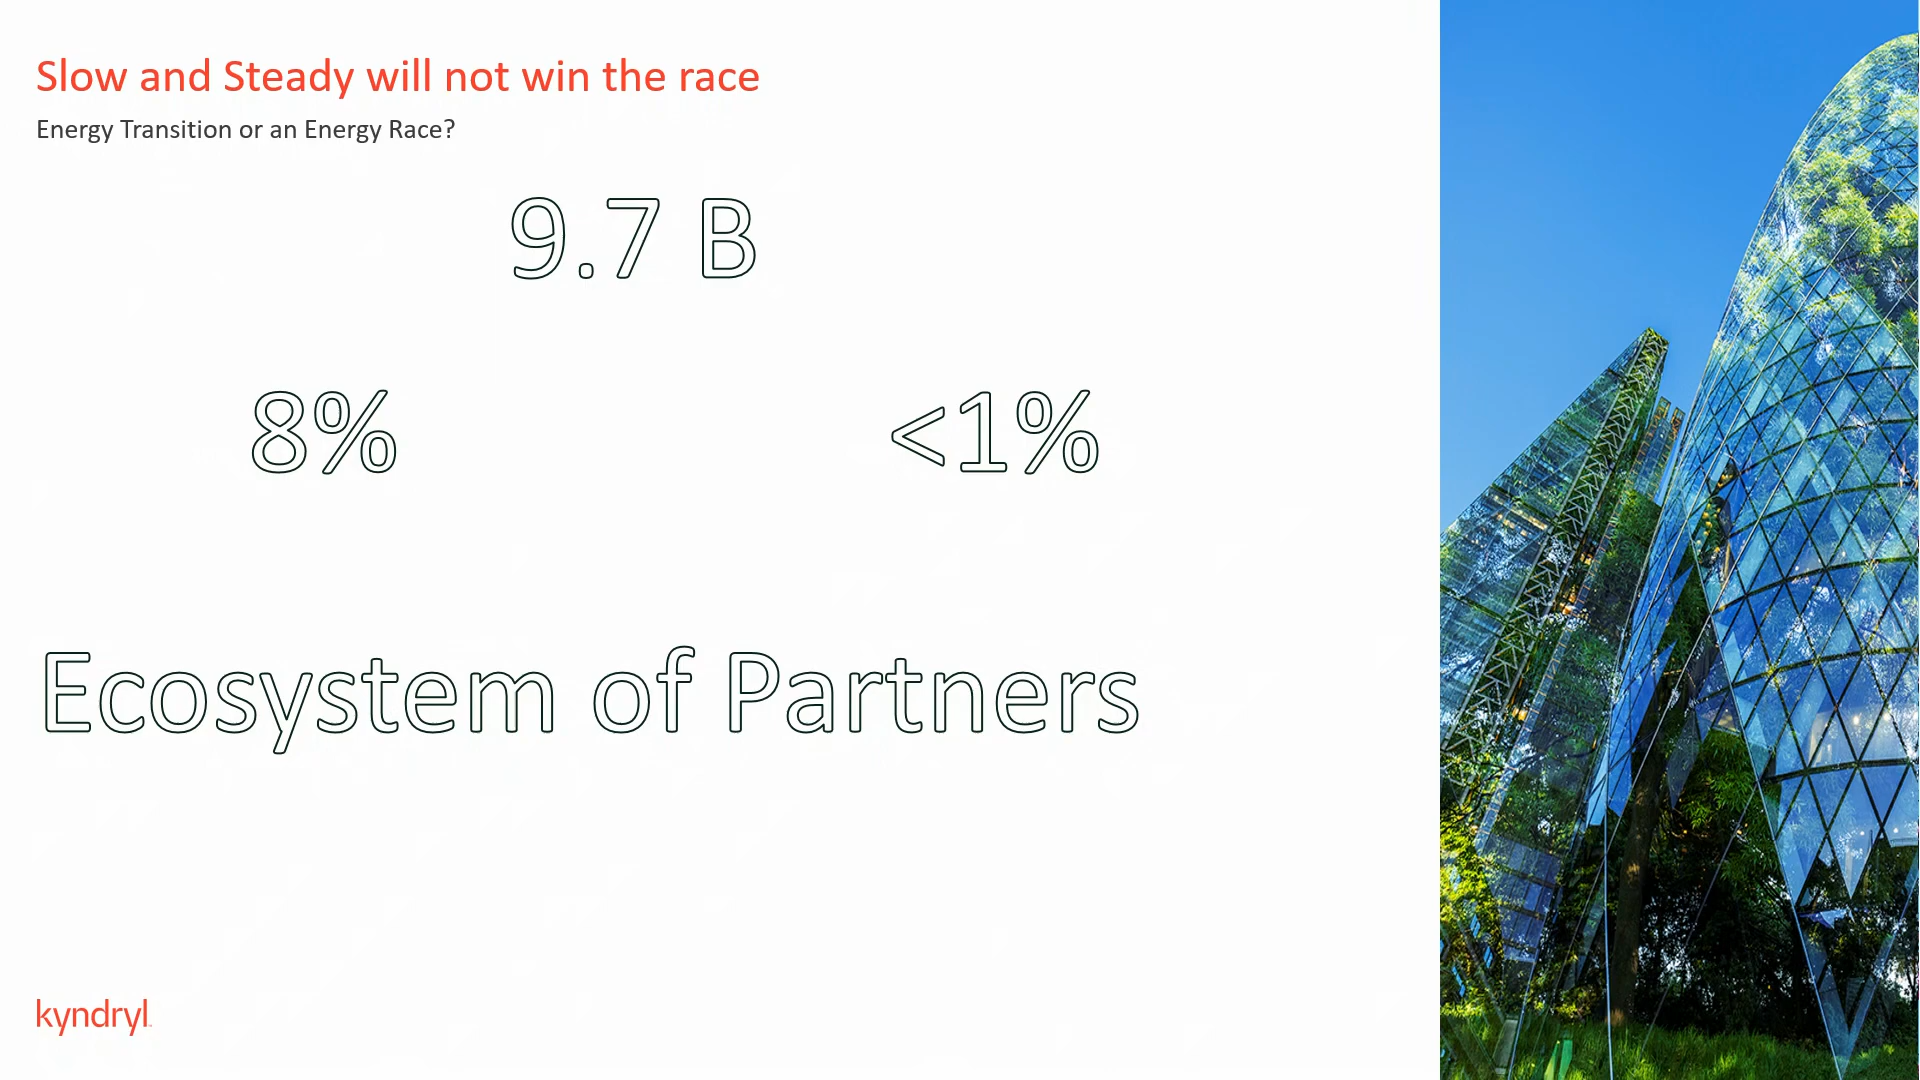 Slow and Steady will not win the race
Energy Transition or an Energy Race?
9.7 B
8%
<1%
Ecosystem of Partners
kyndryl